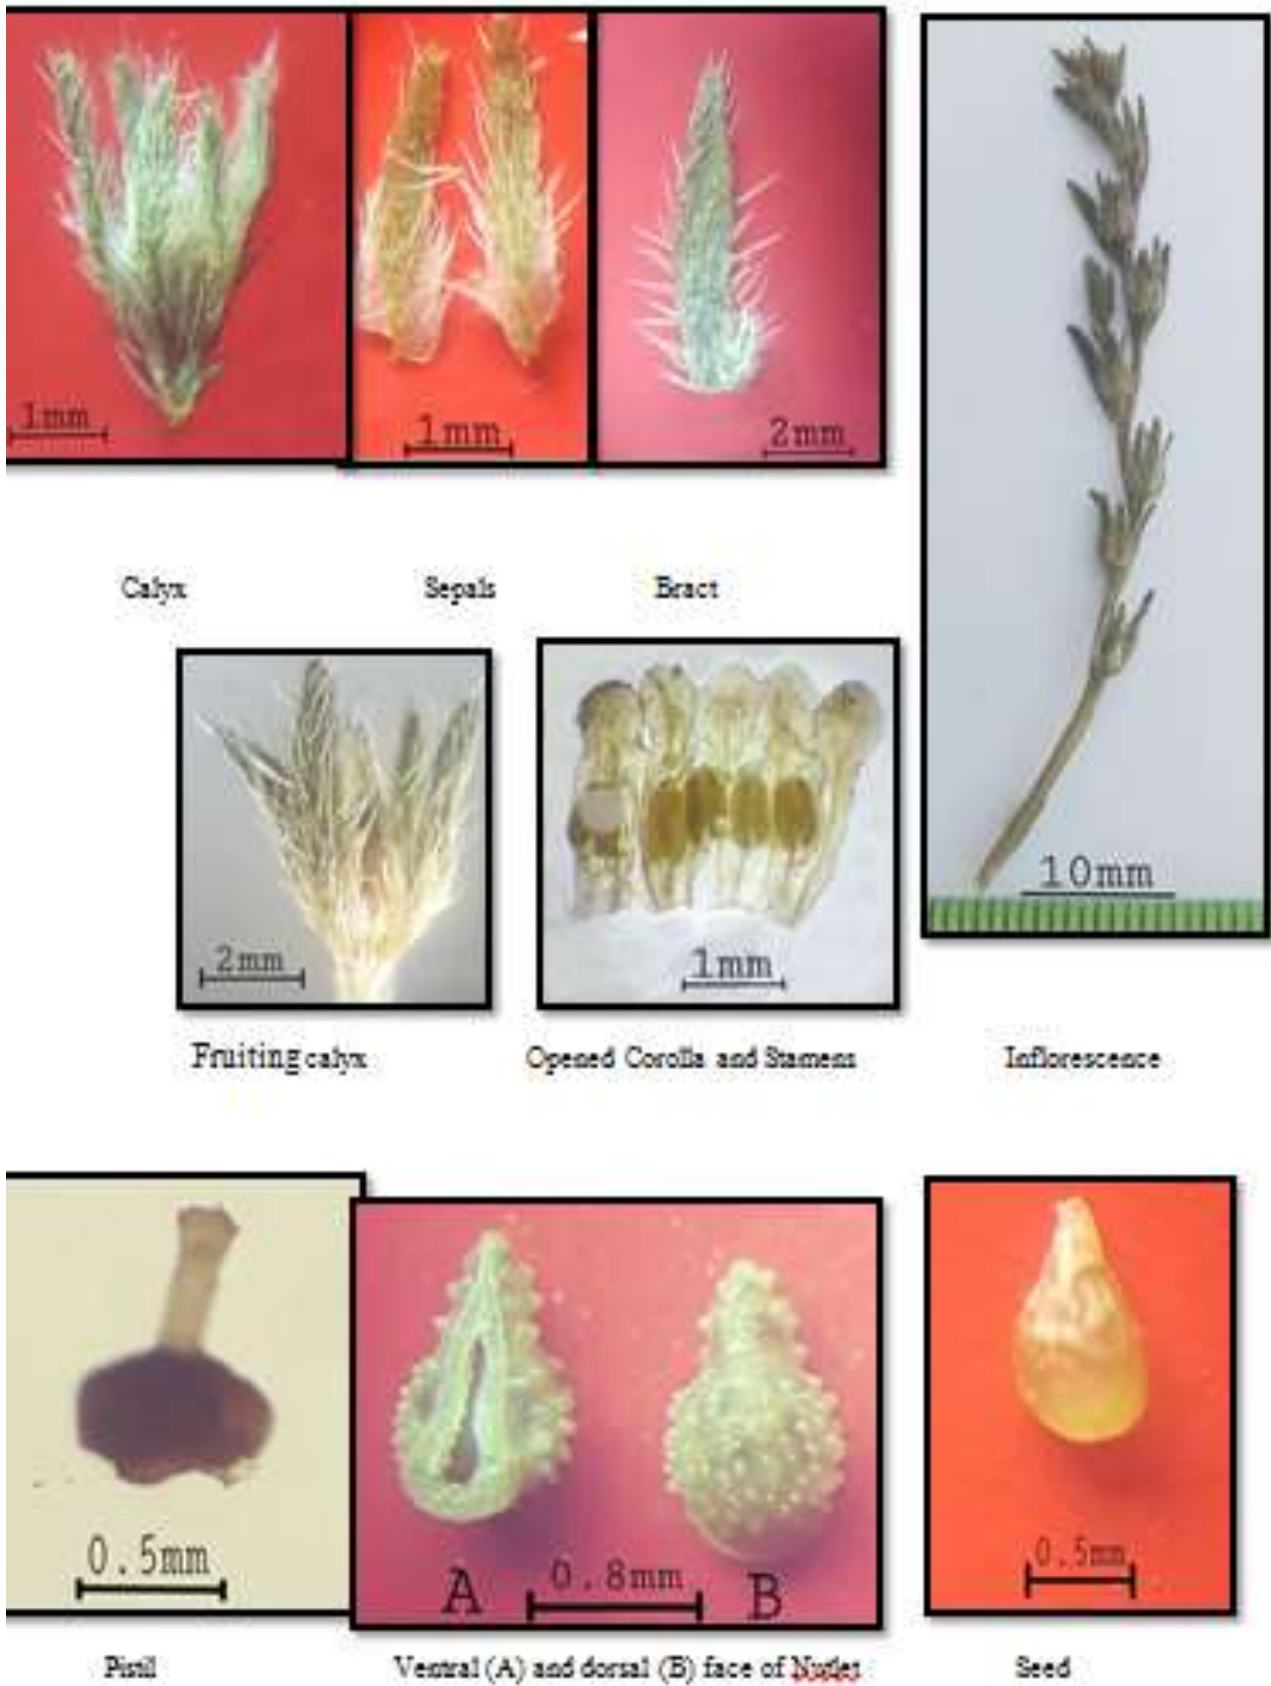 1mm 1mm 2mm
Calyx Sepals Bract
2mm 1mm 10mm
Fruiting calyx Opened Corolla and Stamens Inflorescence
0.5mm A 0.8mm B 0.5mm
Pistil Ventral (A) and dorsal (B) face of Nutlet Seed